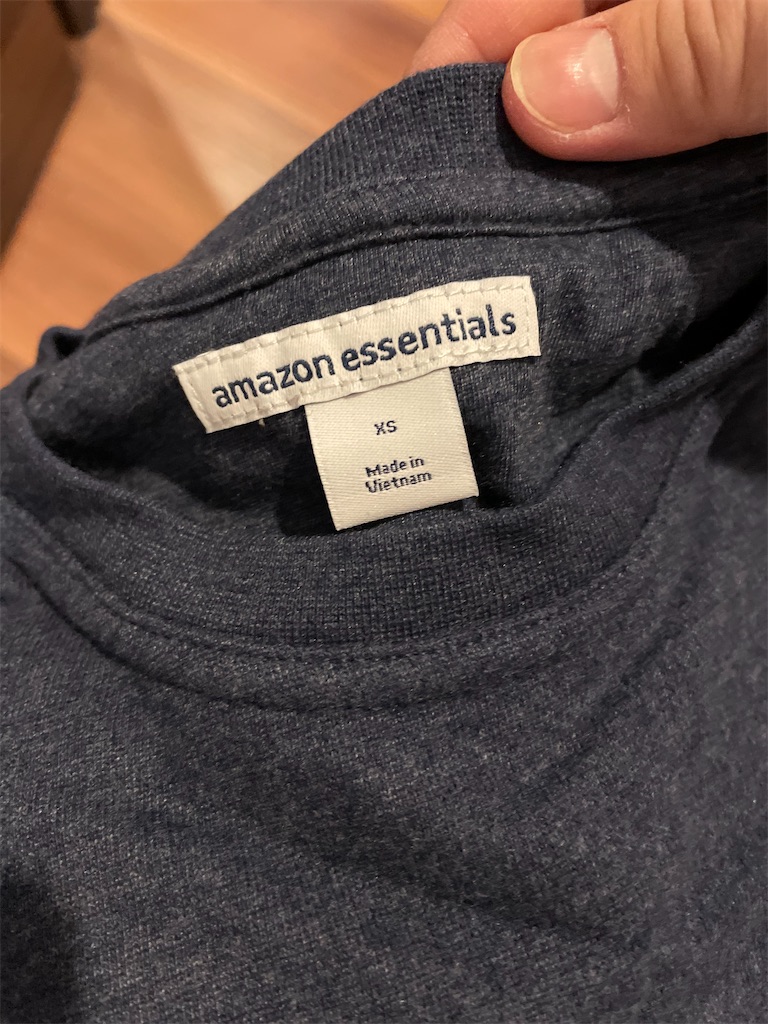 amazon essentials
XS
Made in
Vietnam